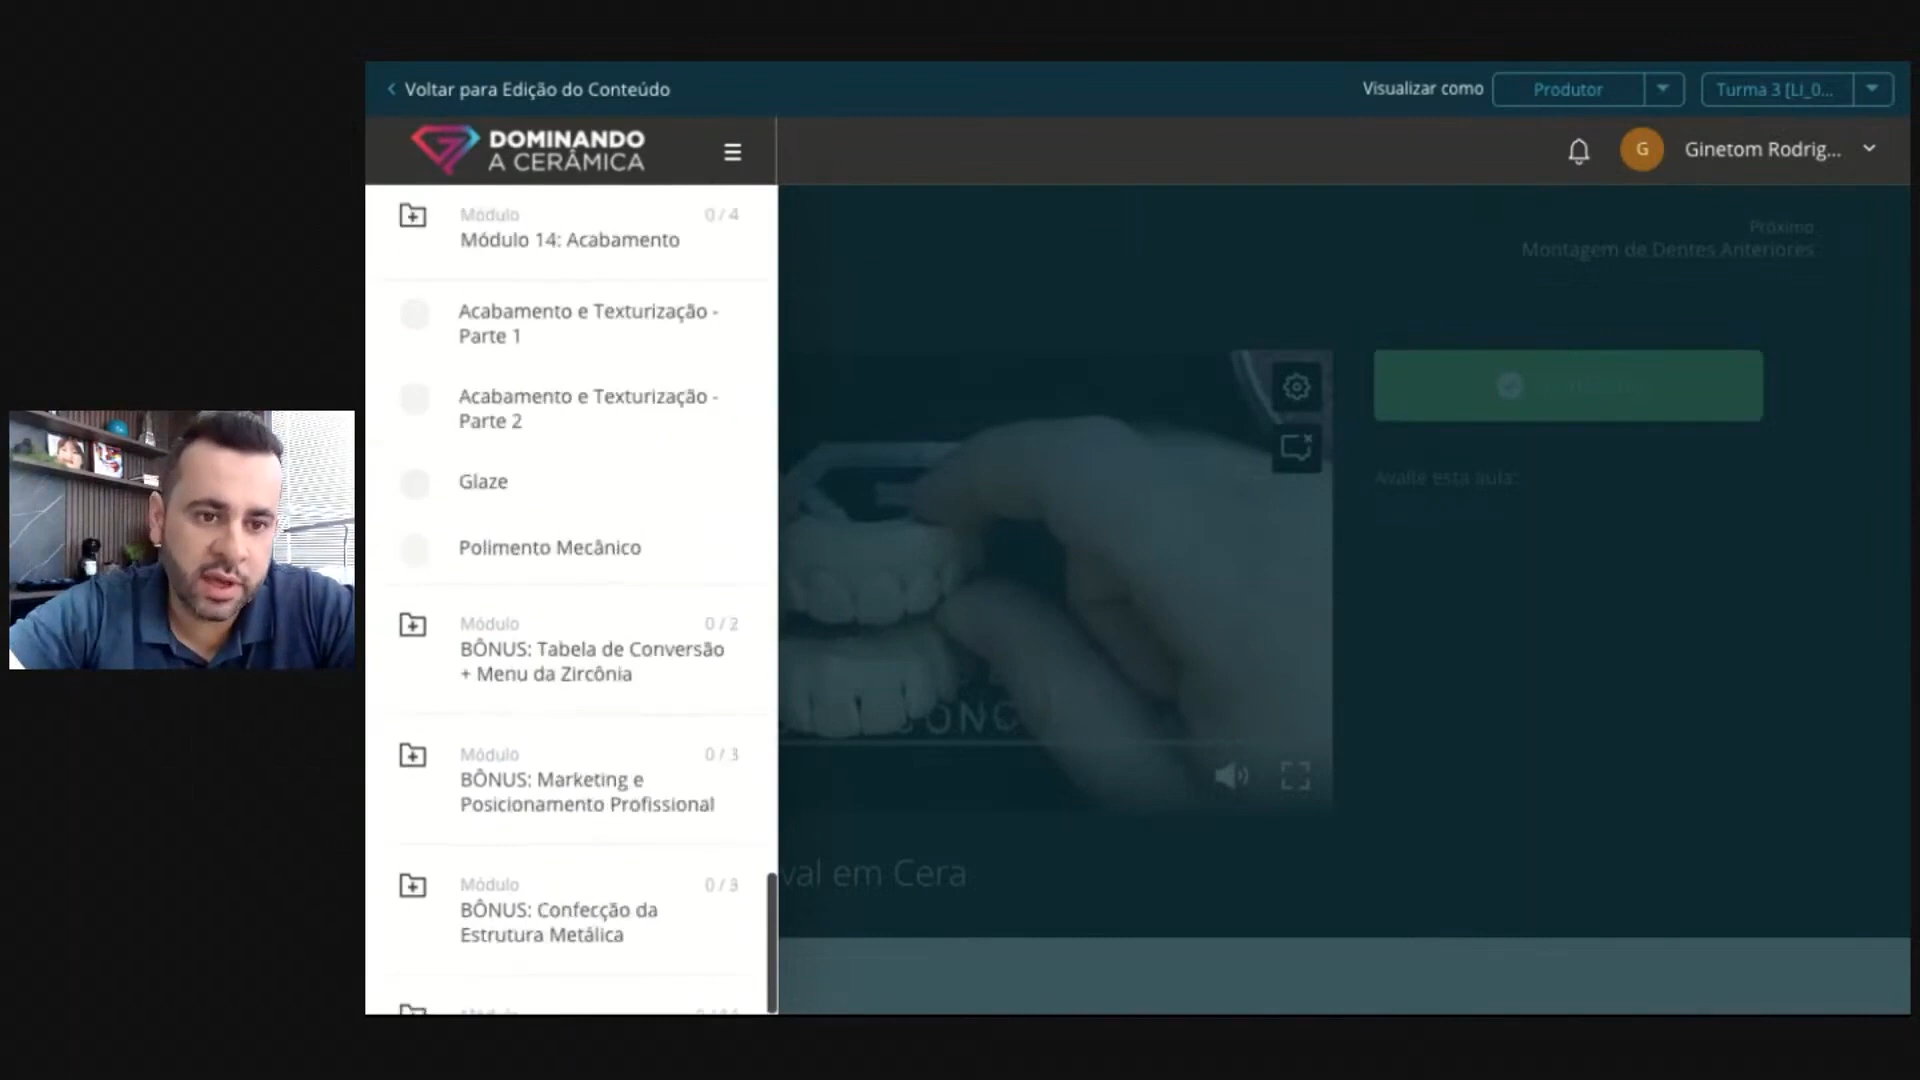 Voltar para Edição do Conteúdo
Visualizar como
Produtor
Turma 3 [LI_0...
DOMINANDO
A CERÂMICA
G
Ginetom Rodrig...
Módulo
0 / 4
Módulo 14: Acabamento
Acabamento e Texturização -
Parte 1
Acabamento e Texturização -
Parte 2
Glaze
Polimento Mecânico
Módulo
0 / 2
BÔNUS: Tabela de Conversão
+ Menu da Zircônia
Módulo
0 / 3
BÔNUS: Marketing e
Posicionamento Profissional
Módulo
0 / 3
BÔNUS: Confecção da
Estrutura Metálica
Próximo
Montagem de Dentes Anteriores
Avalie esta aula:
val em Cera